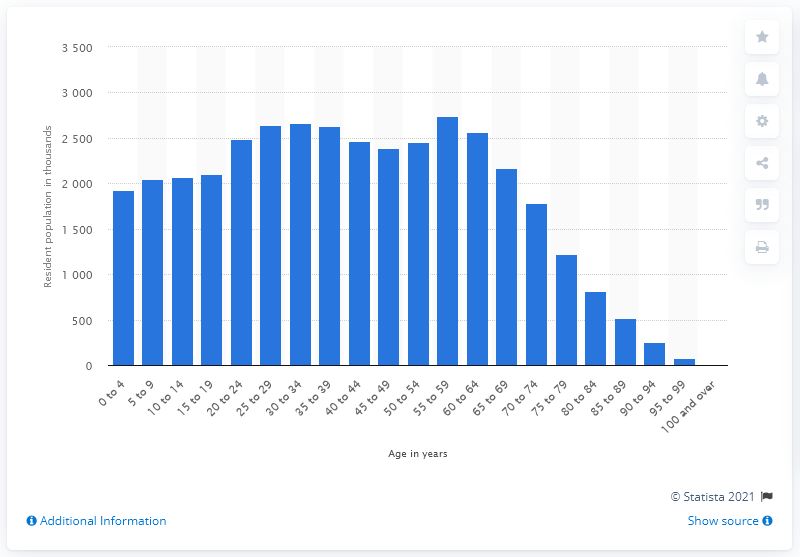 3 500
3 000
2 500
2 000
1 500
1 000
500
0
Resident population in thousands
0 to 4
5 to 9
10 to 14
15 to 19
20 to 24
25 to 29
30 to 34
35 to 39
40 to 44
45 to 49
50 to 54
55 to 59
60 to 64
65 to 69
70 to 74
75 to 79
80 to 84
85 to 89
90 to 94
95 to 99
100 and over
Age in years
© Statista 2021
Additional Information
Show source